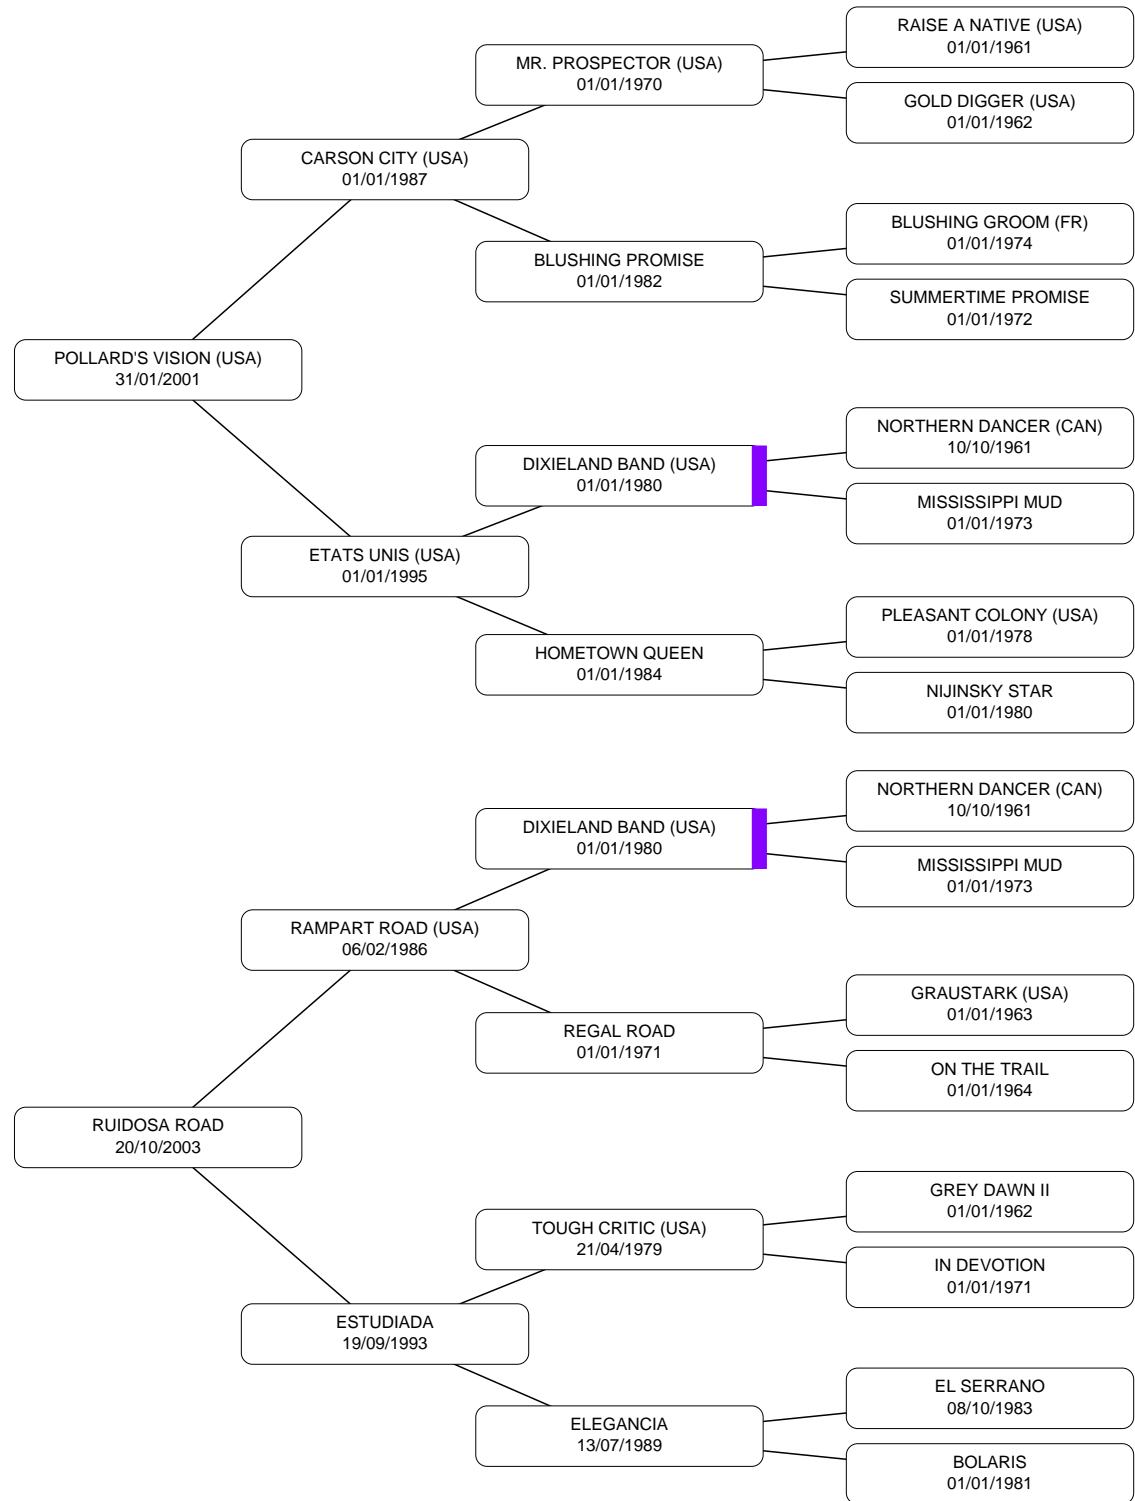 RAISE A NATIVE (USA)
01/01/1961
MR. PROSPECTOR (USA)
01/01/1970
GOLD DIGGER (USA)
01/01/1962
CARSON CITY (USA)
01/01/1987
BLUSHING GROOM (FR)
01/01/1974
BLUSHING PROMISE
01/01/1982
SUMMERTIME PROMISE
01/01/1972
POLLARD'S VISION (USA)
31/01/2001
NORTHERN DANCER (CAN)
10/10/1961
DIXIELAND BAND (USA)
01/01/1980
MISSISSIPPI MUD
01/01/1973
ETATS UNIS (USA)
01/01/1995
PLEASANT COLONY (USA)
01/01/1978
HOMETOWN QUEEN
01/01/1984
NIJINSKY STAR
01/01/1980
NORTHERN DANCER (CAN)
10/10/1961
DIXIELAND BAND (USA)
01/01/1980
MISSISSIPPI MUD
01/01/1973
RAMPART ROAD (USA)
06/02/1986
GRAUSTARK (USA)
01/01/1963
REGAL ROAD
01/01/1971
ON THE TRAIL
01/01/1964
RUIDOSA ROAD
20/10/2003
GREY DAWN II
01/01/1962
TOUGH CRITIC (USA)
21/04/1979
IN DEVOTION
01/01/1971
ESTUDIADA
19/09/1993
EL SERRANO
08/10/1983
ELEGANCIA
13/07/1989
BOLARIS
01/01/1981